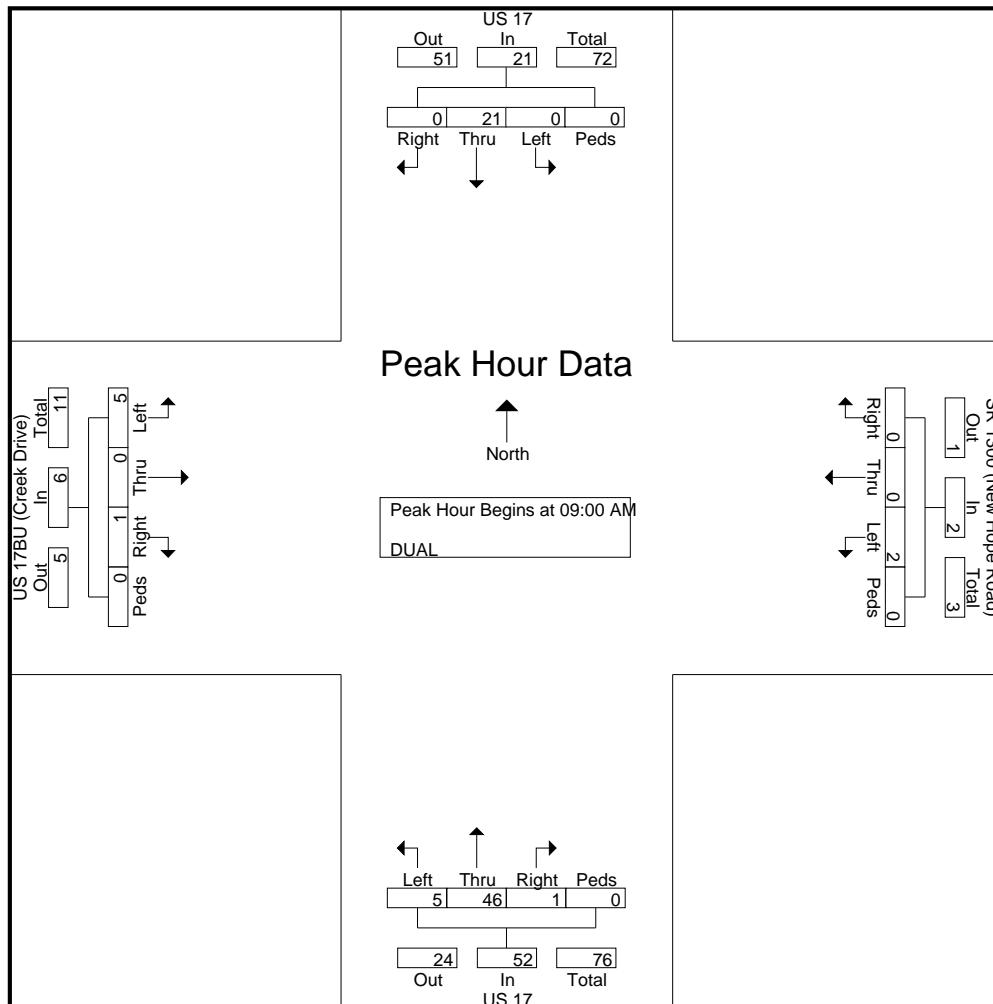 US 17
Out In Total
51 21 72
0 21 0 0
Right Thru Left Peds
Peak Hour Data
North
Peak Hour Begins at 09:00 AM
DUAL
US 17BU (Creek Drive)
Out In Total
5 6 11
5 0 1 0
Left Thru Right Peds
Out In Total
1 2 3
0 0 2 0
Right Thru Left Peds
(New Hope Road)
Left Thru Right Peds
5 46 1 0
24 52 76
Out In Total
US 17